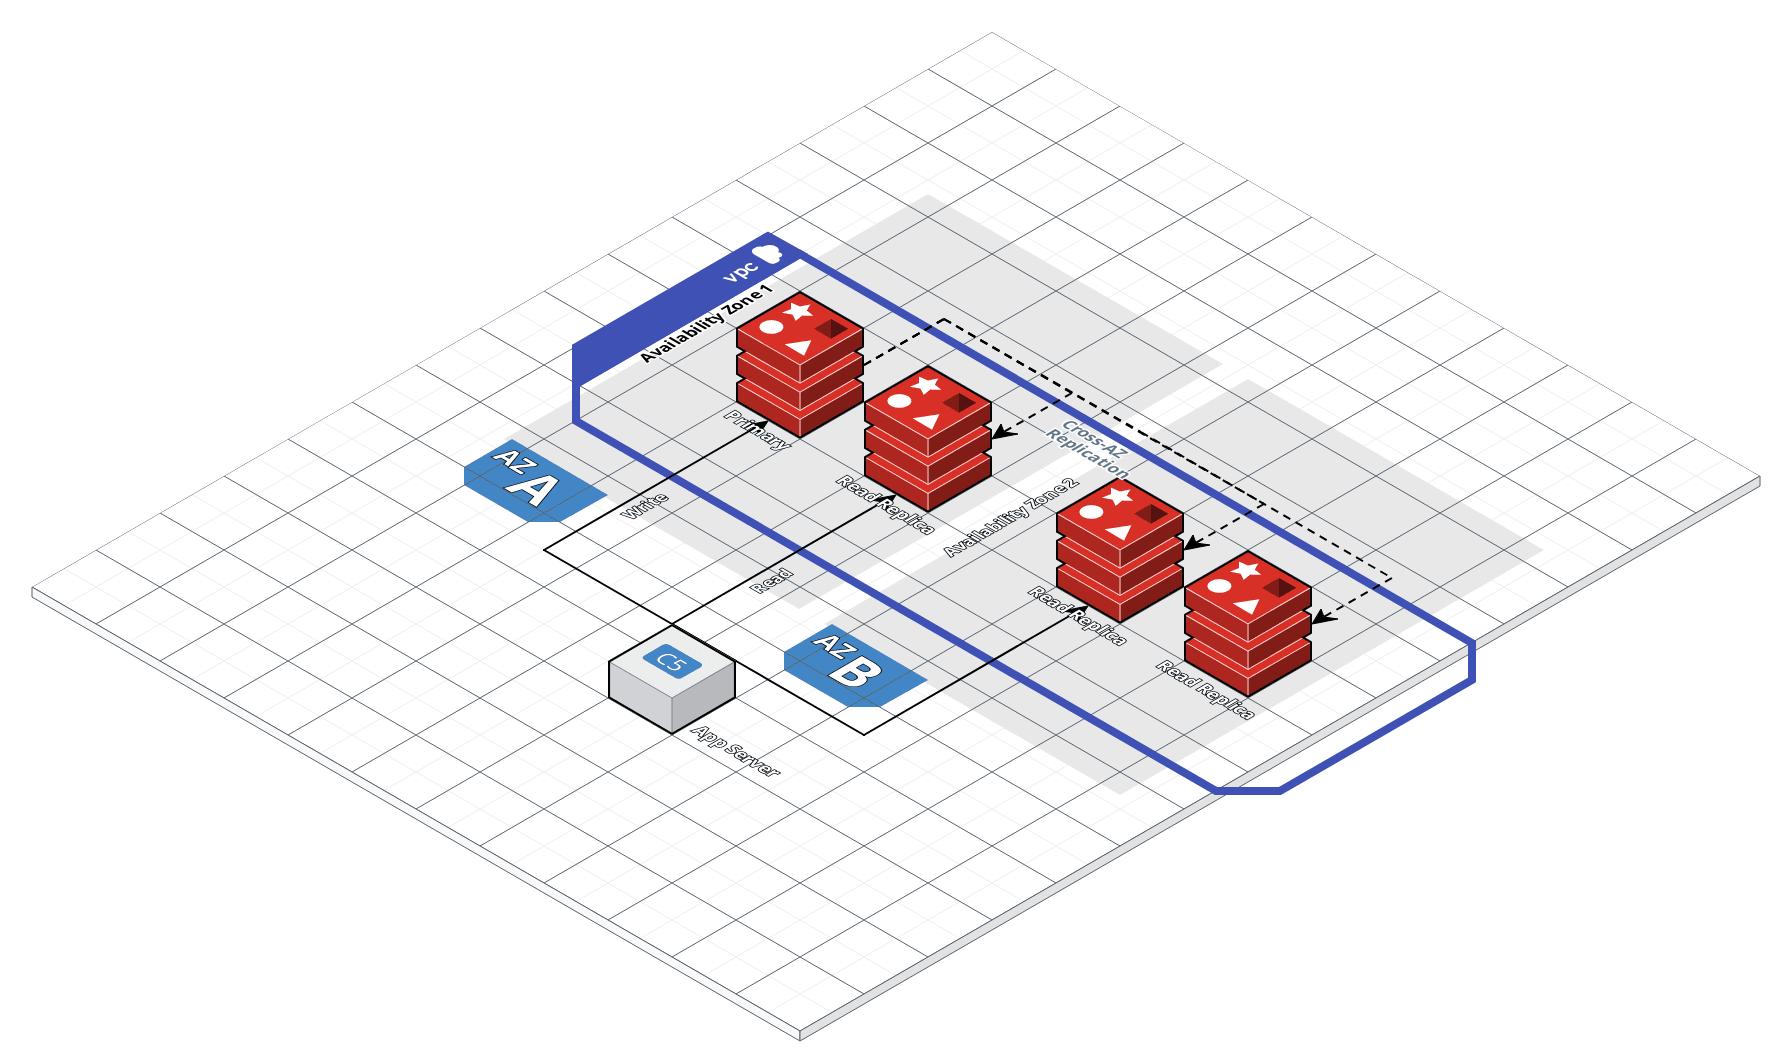 vpc
Availability Zone 1
Primary
Read Replica
Cross-AZ
Replication
Availability Zone 2
Read Replica
Read Replica
AZ
A
Write
Read
AZ
B
C5
App Server